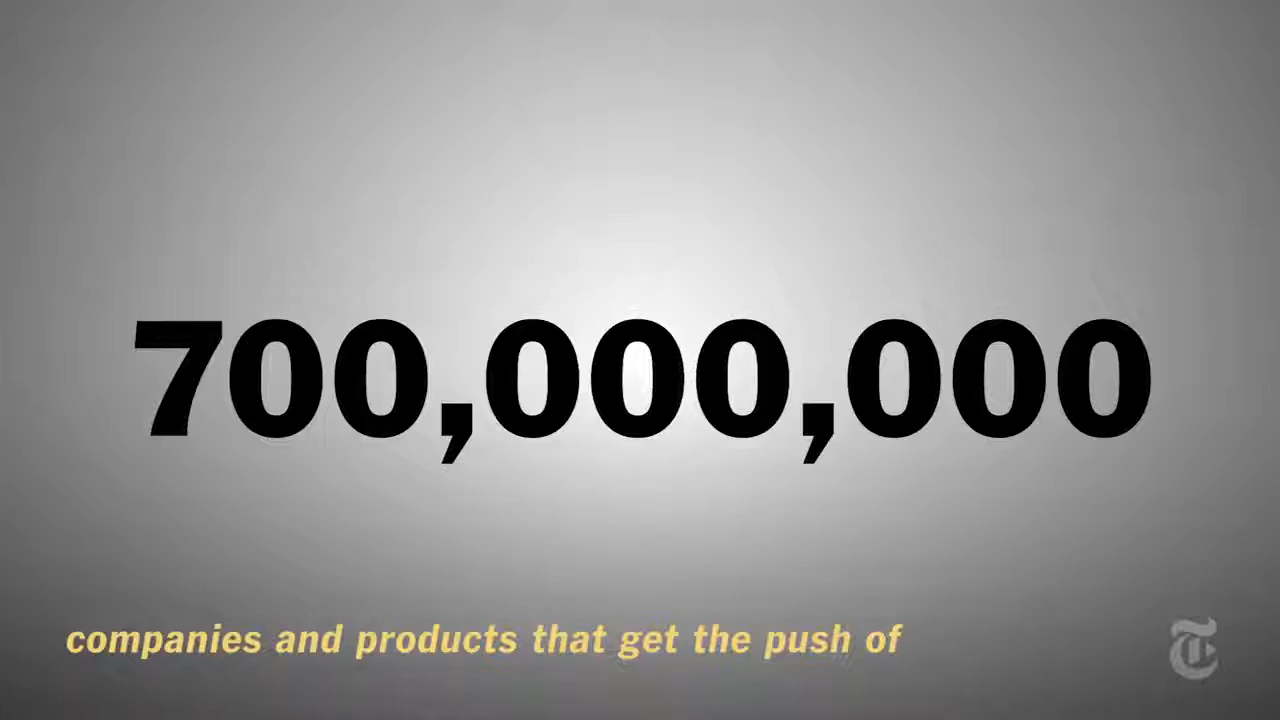 700,000,000
companies and products that get the push of
T